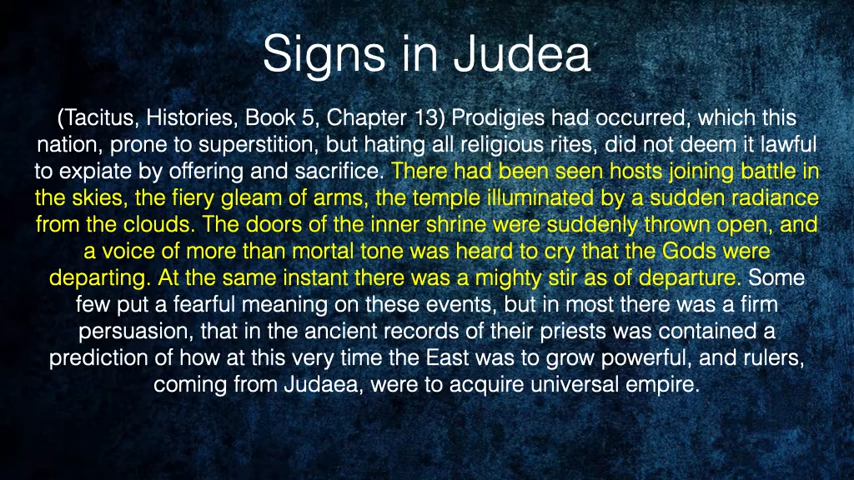 Signs in Judea
(Tacitus, Histories, Book 5, Chapter 13) Prodigies had occurred, which this
nation, prone to superstition, but hating all religious rites, did not deem it lawful
to expiate by offering and sacrifice. There had been seen hosts joining battle in
the skies, the fiery gleam of arms, the temple illuminated by a sudden radiance
from the clouds. The doors of the inner shrine were suddenly thrown open, and
a voice of more than mortal tone was heard to cry that the Gods were
departing. At the same instant there was a mighty stir as of departure. Some
few put a fearful meaning on these events, but in most there was a firm
persuasion, that in the ancient records of their priests was contained a
prediction of how at this very time the East was to grow powerful, and rulers,
coming from Judaea, were to acquire universal empire.